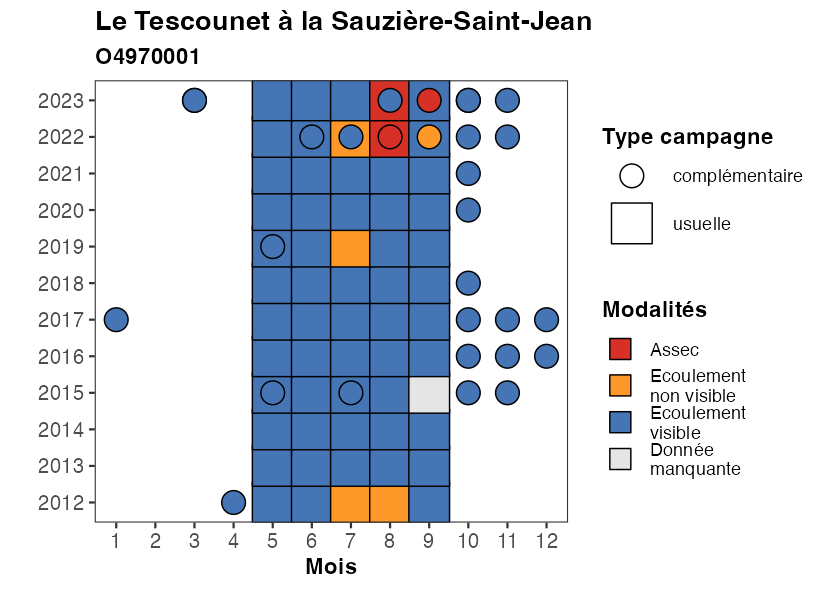 Le Tescounet à la Sauzière-Saint-Jean
O4970001
2023
2022
2021
2020
2019
2018
2017
2016
2015
2014
2013
2012
1 2 3 4 5 6 7 8 9 10 11 12
Mois
Type campagne
complémentaire
usuelle
Modalités
Assec
Ecoulement
non visible
Ecoulement
visible
Donnée
manquante